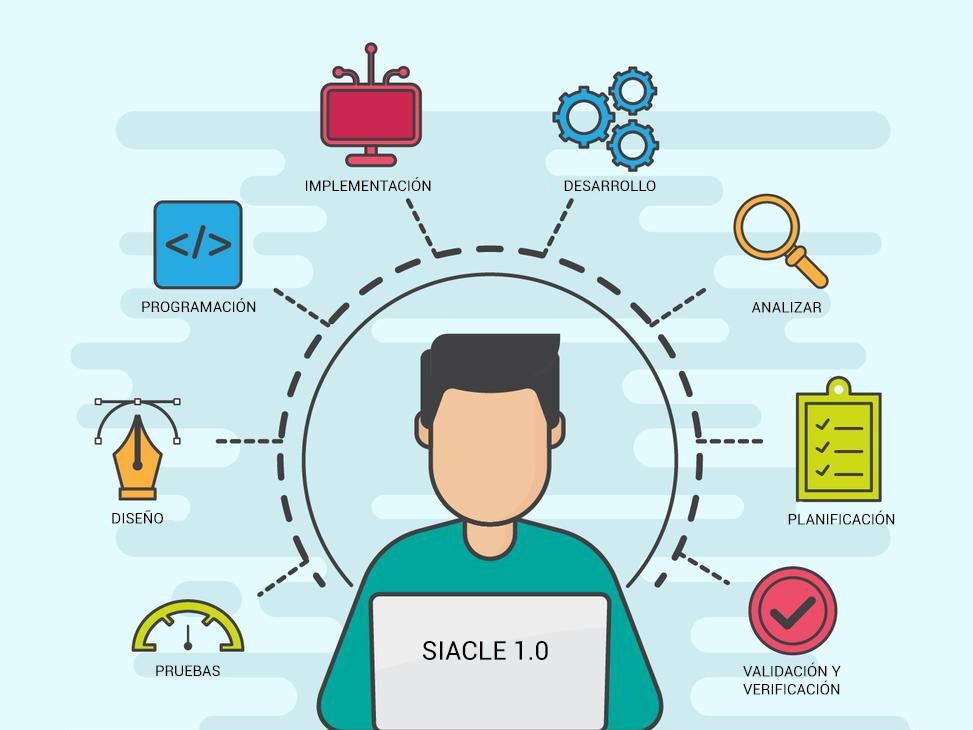 IMPLEMENTACIÓN
DESARROLLO
</>
PROGRAMACIÓN
ANALIZAR
DISEÑO
PLANIFICACIÓN
PRUEBAS
SIACLE 1.0
VALIDACIÓN Y
VERIFICACIÓN